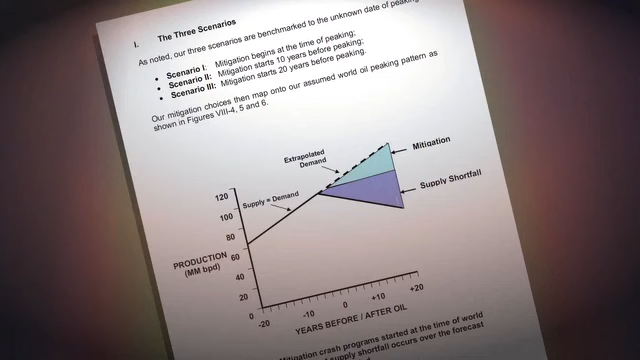 I. The Three Scenarios
As noted, our three scenarios are benchmarked to the unknown date of peaking
• Scenario I: Mitigation begins at the time of peaking;
• Scenario II: Mitigation starts 10 years before peaking;
• Scenario III: Mitigation starts 20 years before peaking.
Our mitigation choices then map onto our assumed world oil peaking pattern as
shown in Figures VIII-4, 5 and 6.
Extrapolated
Demand
Mitigation
Supply = Demand
Supply Shortfall
PRODUCTION
(MM bpd)
120
100
80
60
40
20
0
-20 -10 0 +10 +20
YEARS BEFORE / AFTER OIL
Mitigation crash programs started at the time of world
supply shortfall occurs over the forecast